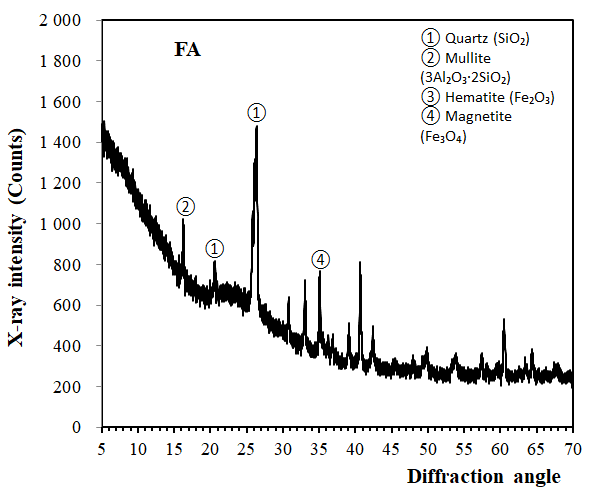 2 000
FA
① Quartz (SiO₂)
② Mullite
(3Al₂O₃·2SiO₂)
③ Hematite (Fe₂O₃)
④ Magnetite
(Fe₃O₄)
1 800
1 600
1 400
1 200
1 000
800
600
400
200
0
①
②
①
④
X-ray intensity (Counts)
5 10 15 20 25 30 35 40 45 50 55 60 65 70
Diffraction angle